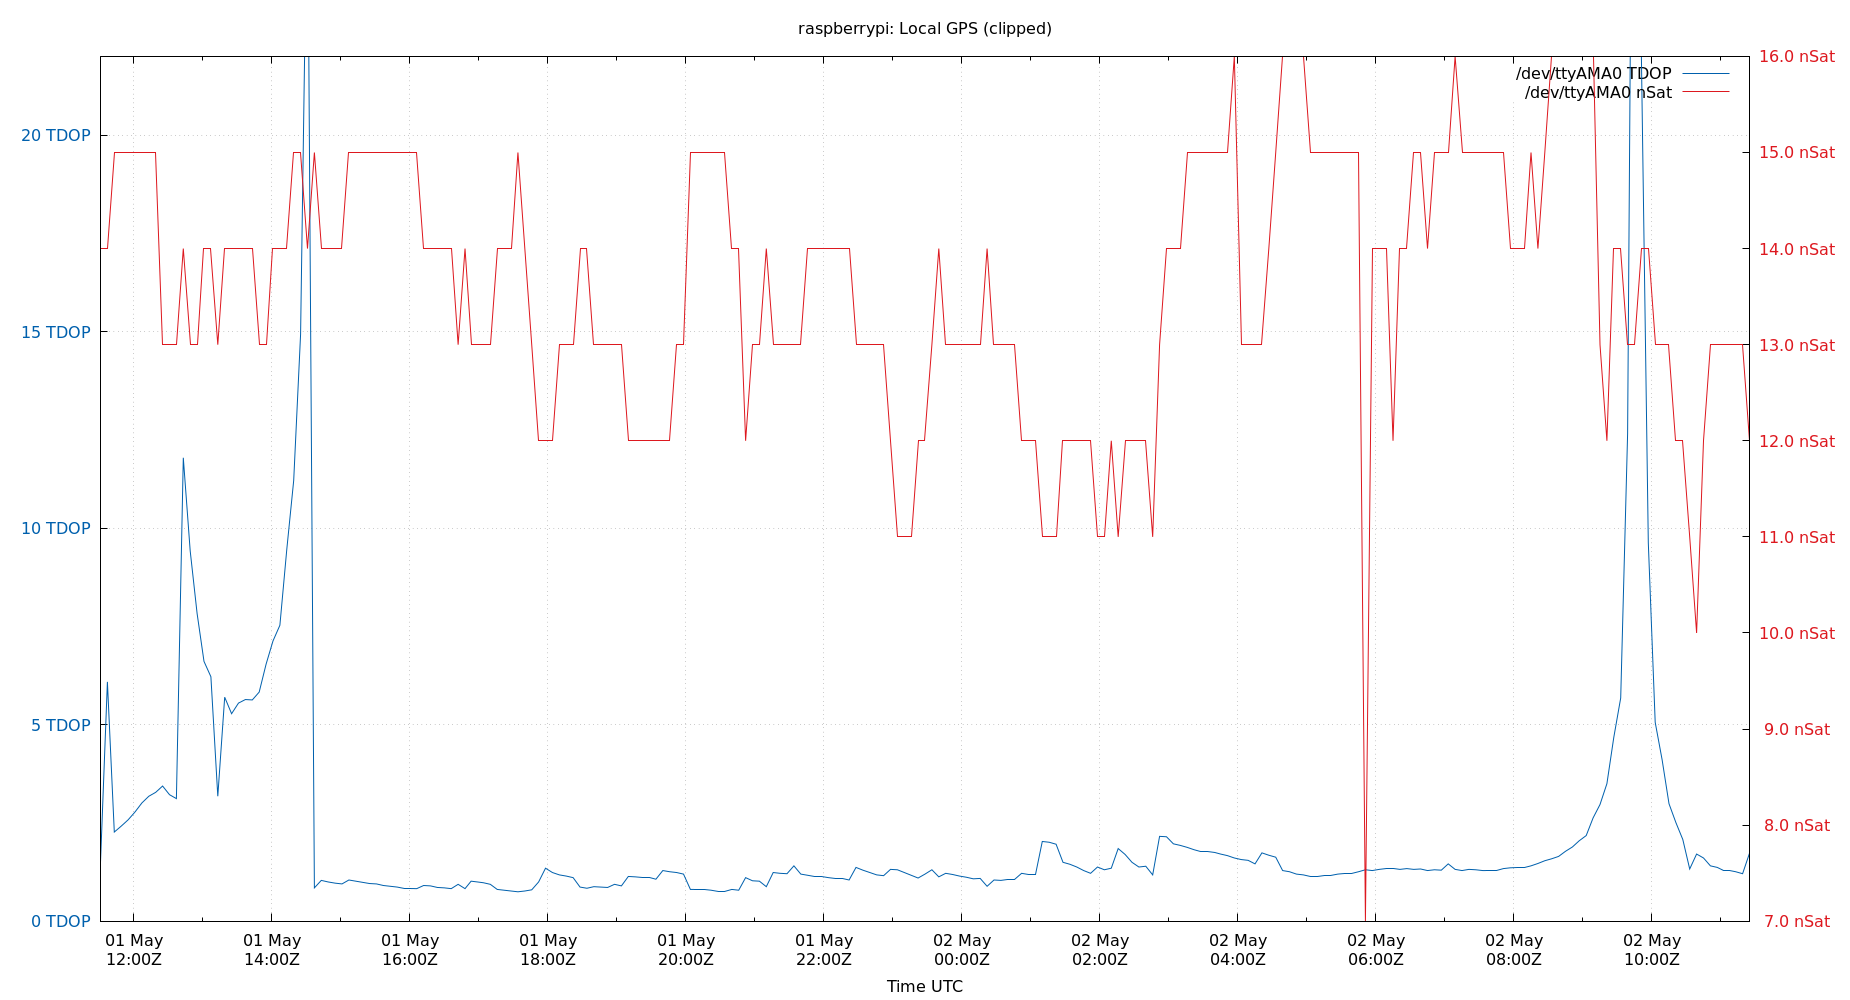 raspberrypi: Local GPS (clipped)
/dev/ttyAMA0 TDOP
/dev/ttyAMA0 nSat
20 TDOP
15 TDOP
10 TDOP
5 TDOP
0 TDOP
16.0 nSat
15.0 nSat
14.0 nSat
13.0 nSat
12.0 nSat
11.0 nSat
10.0 nSat
9.0 nSat
8.0 nSat
7.0 nSat
01 May 01 May 01 May 01 May 01 May 01 May 02 May 02 May 02 May 02 May 02 May 02 May
12:00Z 14:00Z 16:00Z 18:00Z 20:00Z 22:00Z 00:00Z 02:00Z 04:00Z 06:00Z 08:00Z 10:00Z
Time UTC